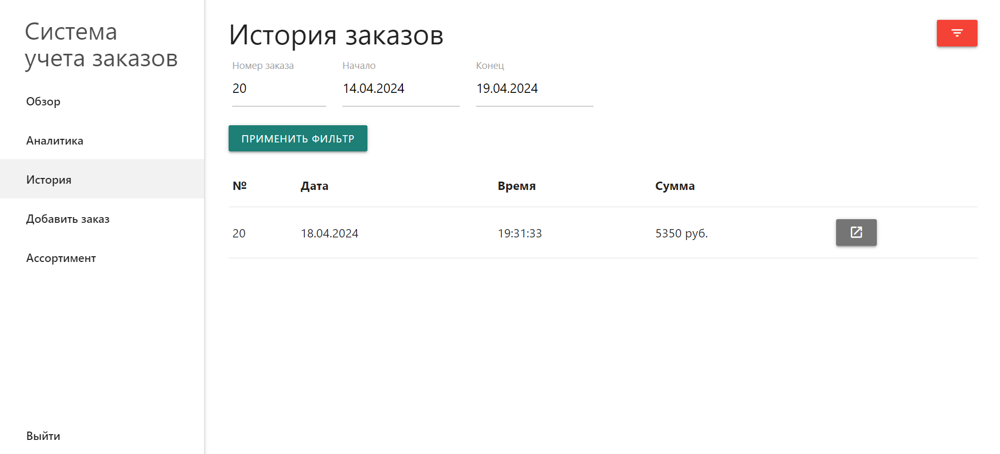 Система
учета заказов
Обзор
Аналитика
История
Добавить заказ
Ассортимент
Выйти
История заказов
Номер заказа Начало Конец
20 14.04.2024 19.04.2024
ПРИМЕНИТЬ ФИЛЬТР
№ Дата Время Сумма
20 18.04.2024 19:31:33 5350 руб.